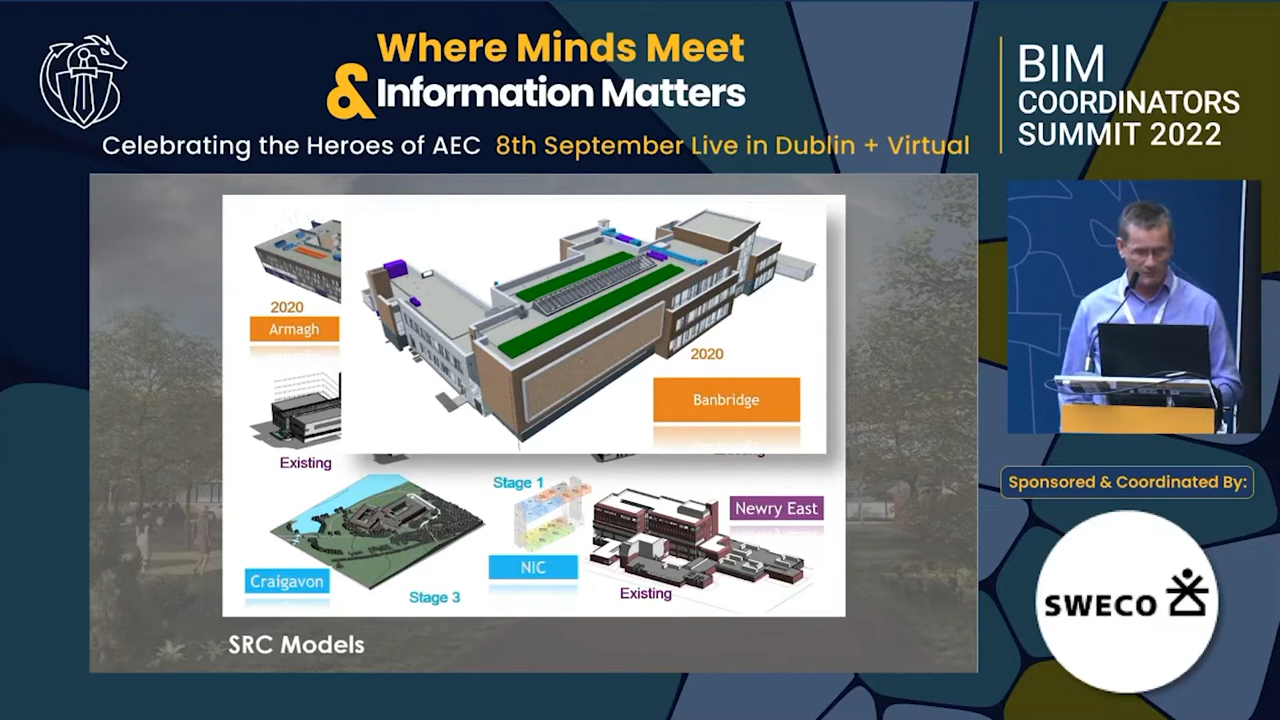 Where Minds Meet
& Information Matters
Celebrating the Heroes of AEC 8th September Live in Dublin + Virtual
BIM
COORDINATORS
SUMMIT 2022
2020
Armagh
2020
Banbridge
Existing
Stage 1
Newry East
NIC
Craigavon
Stage 3
Existing
SRC Models
Sponsored & Coordinated By:
SWECO